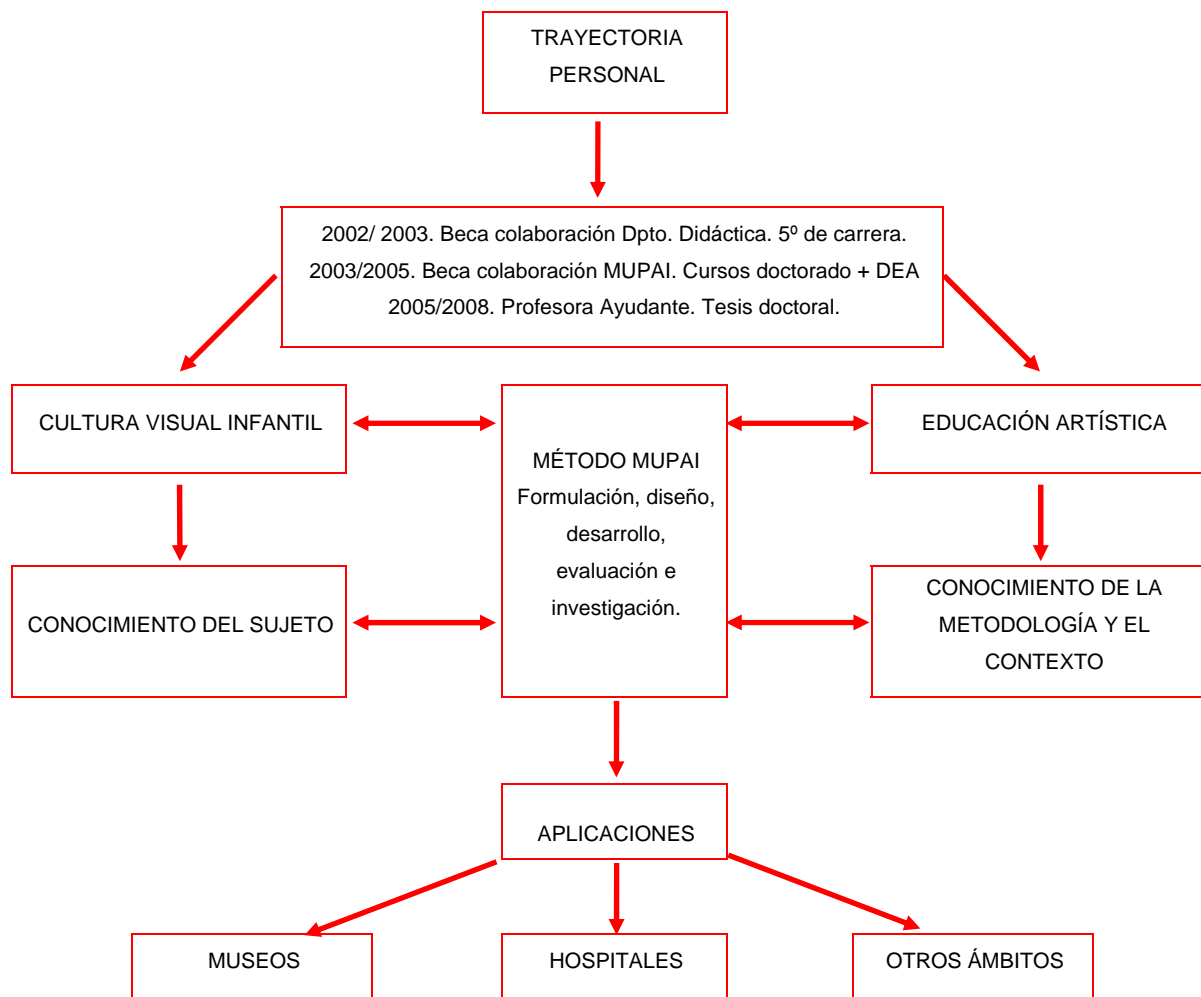 TRAYECTORIA
PERSONAL
2002/ 2003. Beca colaboración Dpto. Didáctica. 5º de carrera.
2003/2005. Beca colaboración MUPAI. Cursos doctorado + DEA
2005/2008. Profesora Ayudante. Tesis doctoral.
CULTURA VISUAL INFANTIL
MÉTODO MUPAI
Formulación, diseño,
desarrollo,
evaluación e
investigación.
EDUCACIÓN ARTÍSTICA
CONOCIMIENTO DEL SUJETO
CONOCIMIENTO DE LA
METODOLOGÍA Y EL
CONTEXTO
APLICACIONES
MUSEOS
HOSPITALES
OTROS ÁMBITOS